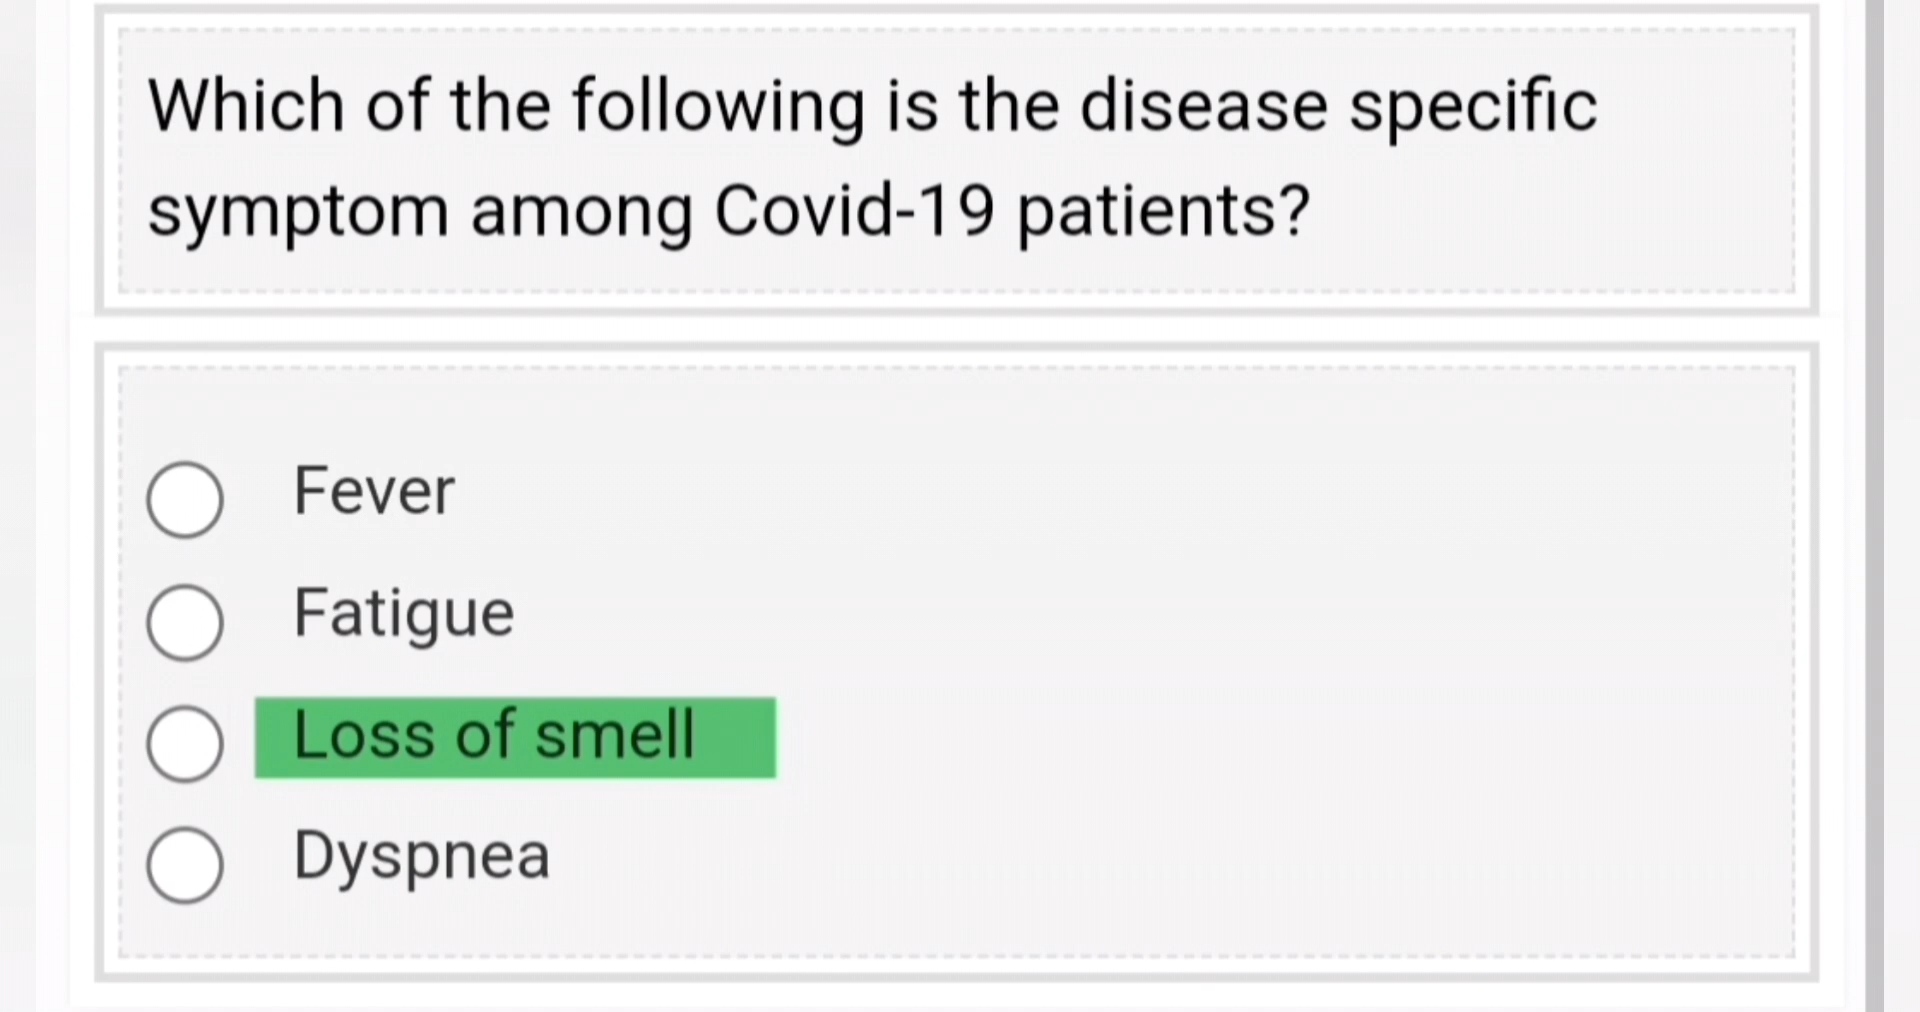 Which of the following is the disease specific
symptom among Covid-19 patients?
Fever
Fatigue
Loss of smell
Dyspnea